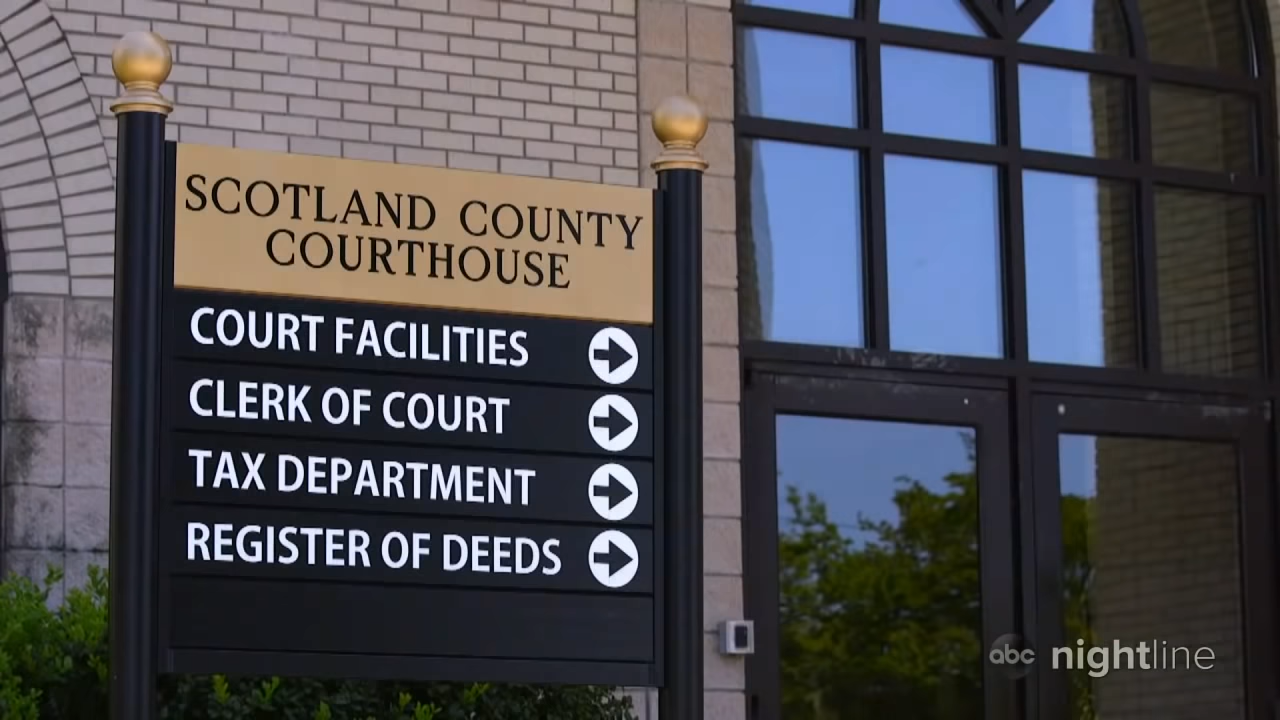 SCOTLAND COUNTY
COURTHOUSE
COURT FACILITIES
CLERK OF COURT
TAX DEPARTMENT
REGISTER OF DEEDS
abc nightline